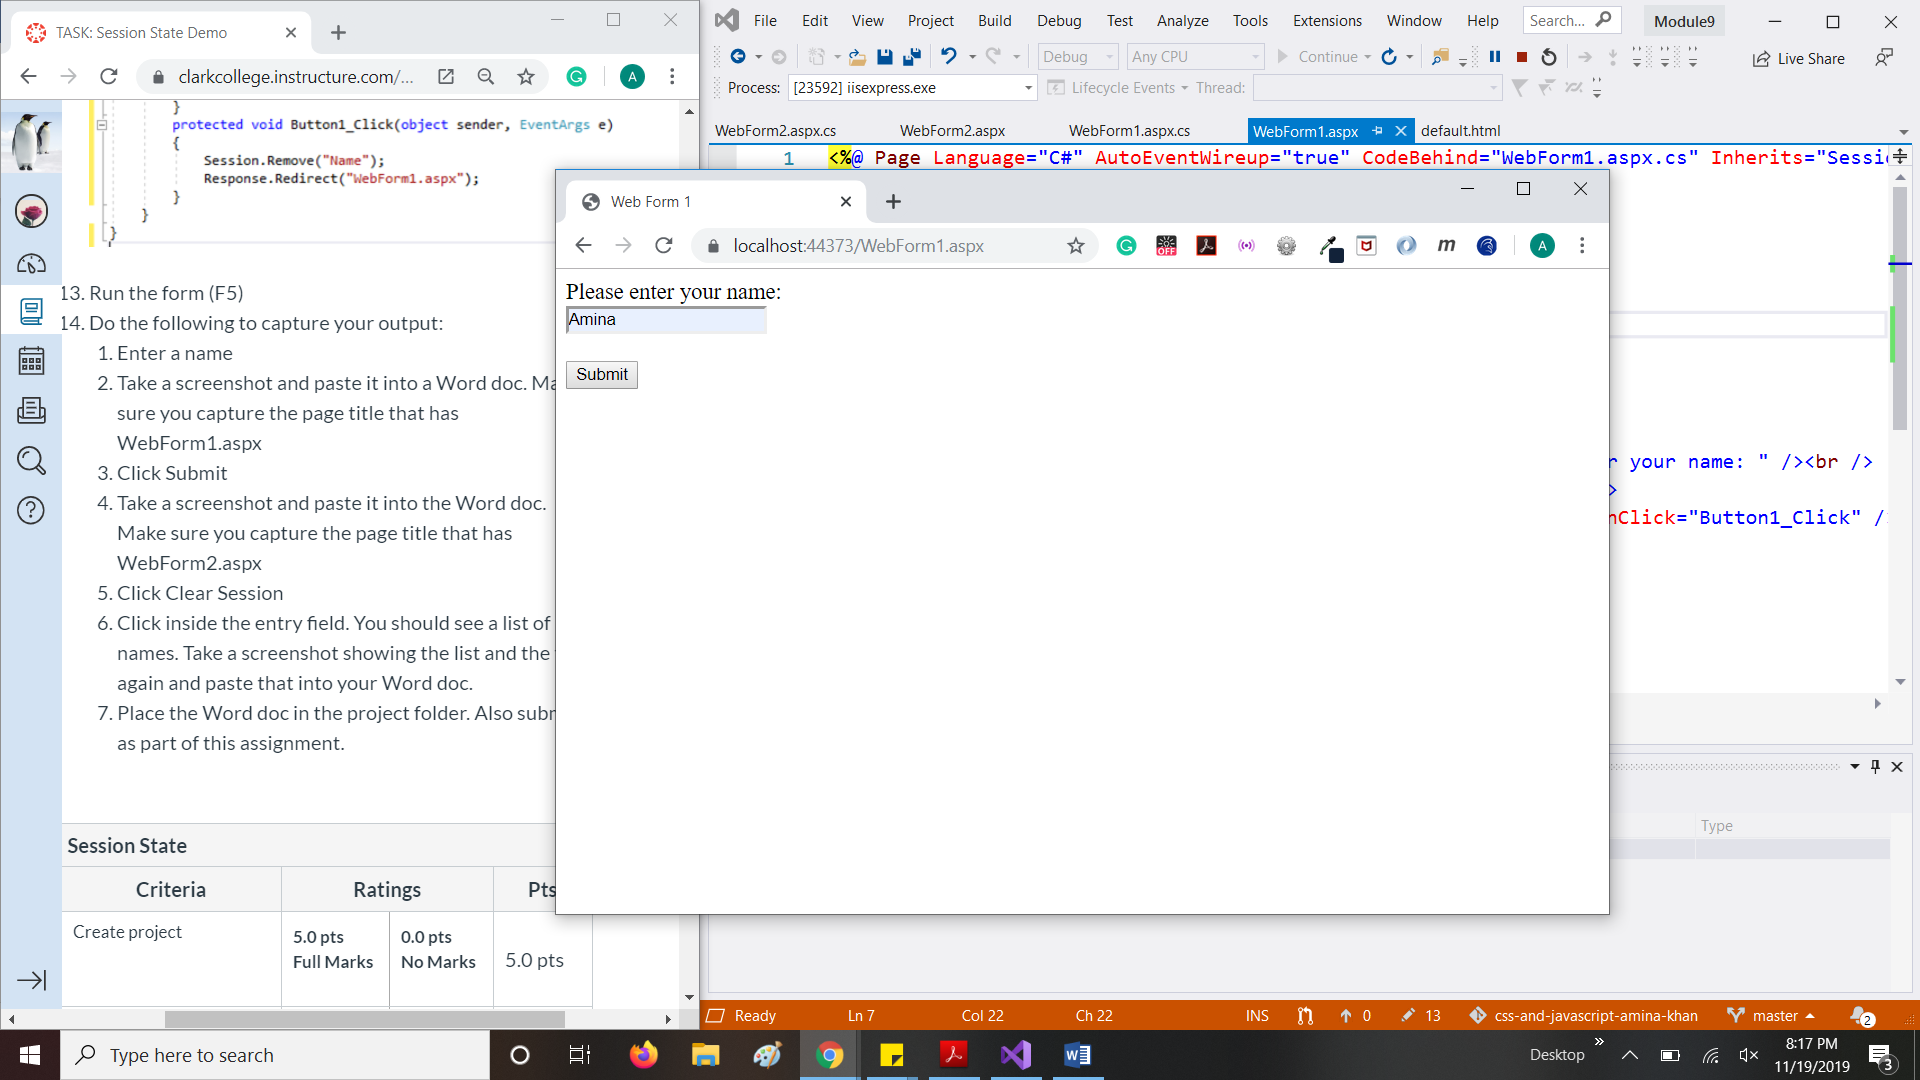 TASK: Session State Demo
clarkcollege.instructure.com/...
A
}
protected void Button1_Click(object sender, EventArgs e)
{
Session.Remove("Name");
Response.Redirect("WebForm1.aspx");
}
}
}
13. Run the form (F5)
14. Do the following to capture your output:
1. Enter a name
2. Take a screenshot and paste it into a Word doc. Ma
sure you capture the page title that has
WebForm1.aspx
3. Click Submit
4. Take a screenshot and paste it into the Word doc.
Make sure you capture the page title that has
WebForm2.aspx
5. Click Clear Session
6. Click inside the entry field. You should see a list of
names. Take a screenshot showing the list and the
again and paste that into your Word doc.
7. Place the Word doc in the project folder. Also subm
as part of this assignment.
Session State
Criteria Ratings Pts
Create project
5.0 pts
Full Marks
0.0 pts
No Marks
5.0 pts
File Edit View Project Build Debug Test Analyze Tools Extensions Window Help Search... Module9
Debug Any CPU Continue Live Share
Process: [23592] iisexpress.exe Lifecycle Events Thread:
WebForm2.aspx.cs WebForm2.aspx WebForm1.aspx.cs WebForm1.aspx default.html
1 <%@ Page Language="C#" AutoEventWireup="true" CodeBehind="WebForm1.aspx.cs" Inherits="Sessi
Web Form 1
localhost:44373/WebForm1.aspx
OFF
m
A
Please enter your name:
Amina
Submit
r your name: " /><br />
>
nClick="Button1_Click" /
Type
Ready Ln 7 Col 22 Ch 22 INS 0 13 css-and-javascript-amina-khan master 2
Type here to search
Desktop
8:17 PM
11/19/2019
3